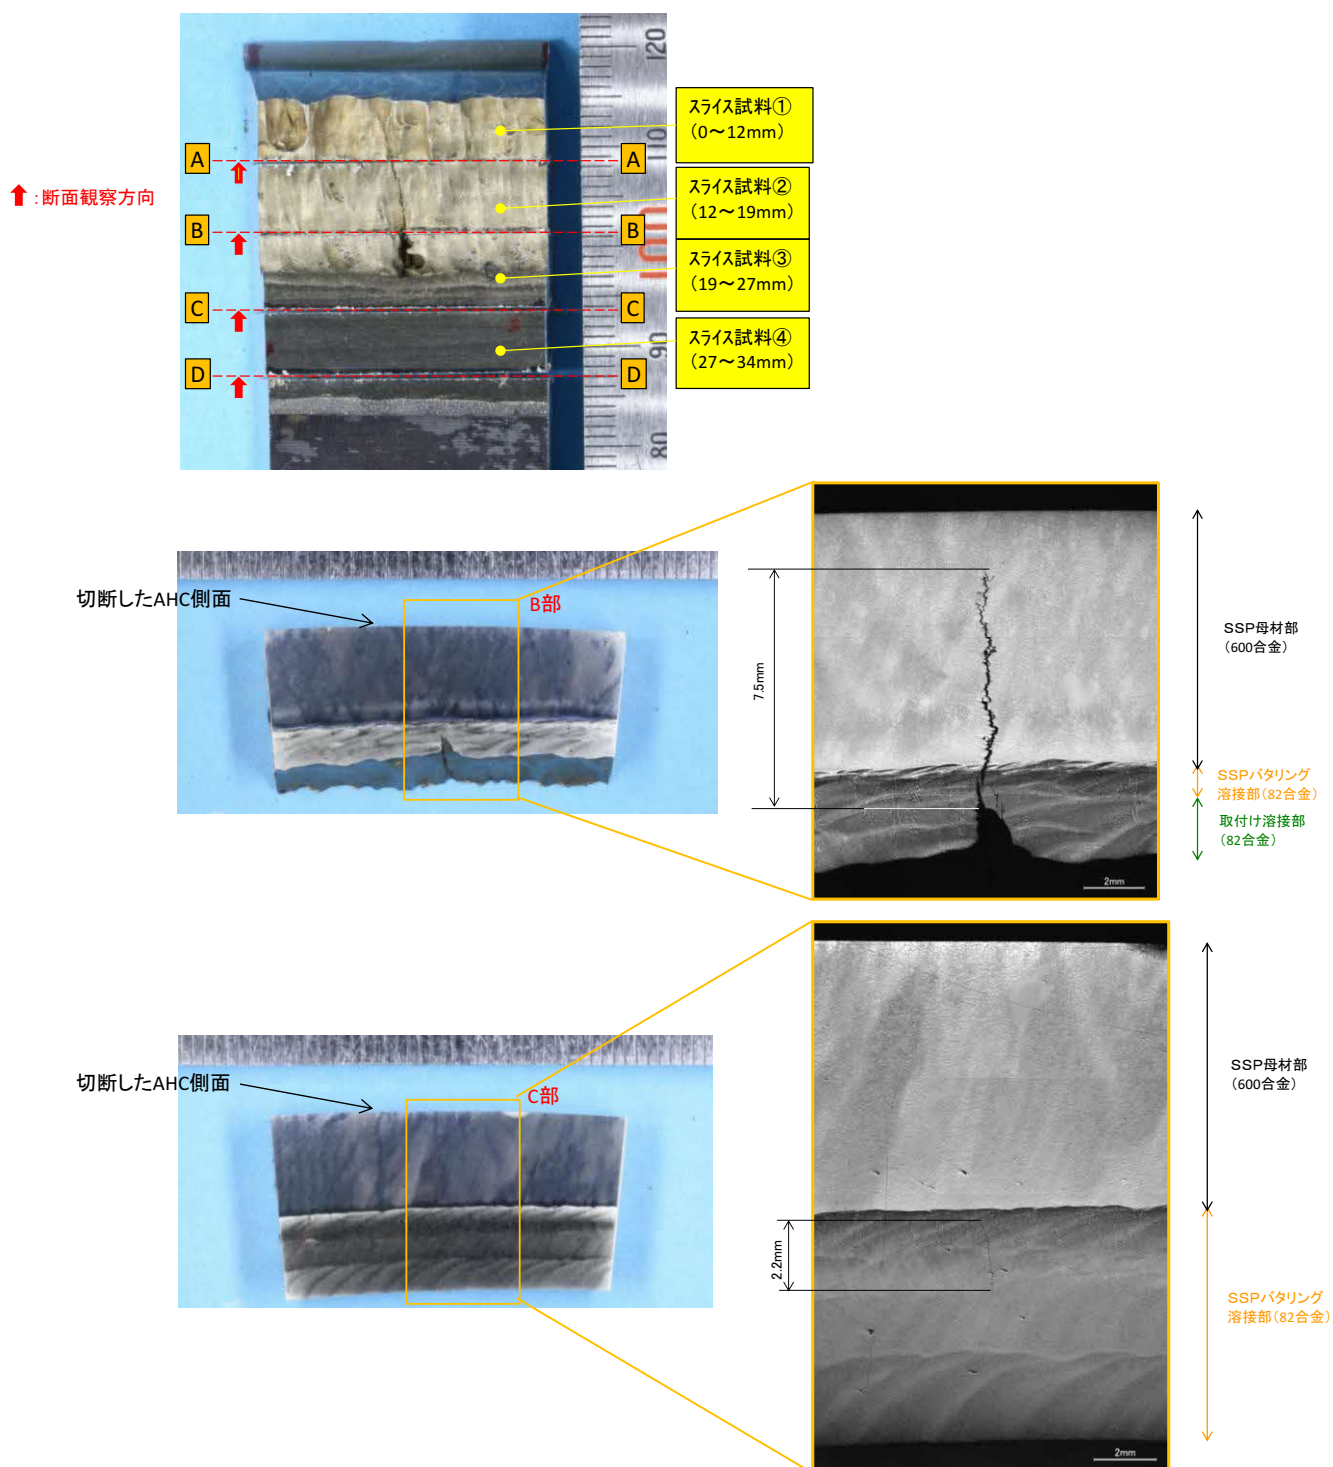 120
110
100
90
80
スライス試料①
(0～12mm)
スライス試料②
(12～19mm)
スライス試料③
(19～27mm)
スライス試料④
(27～34mm)
A
A
B
B
C
C
D
D
：断面観察方向
切断したAHC側面
B部
7.5mm
2mm
SSP母材部
(600合金)
SSPバタリング
溶接部(82合金)
取付け溶接部
(82合金)
切断したAHC側面
C部
2.2mm
2mm
SSP母材部
(600合金)
SSPバタリング
溶接部(82合金)